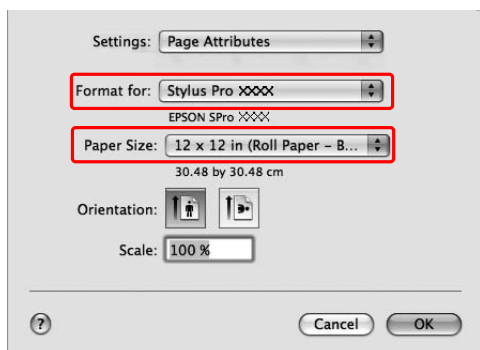 Settings: Page Attributes
Format for: Stylus Pro XXXX
EPSON SPro XXXX
Paper Size: 12 x 12 in (Roll Paper – B...
30.48 by 30.48 cm
Orientation:
Scale: 100 %
? Cancel OK